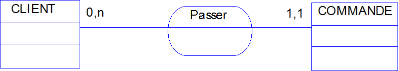 CLIENT
0,n
Passer
1,1
COMMANDE